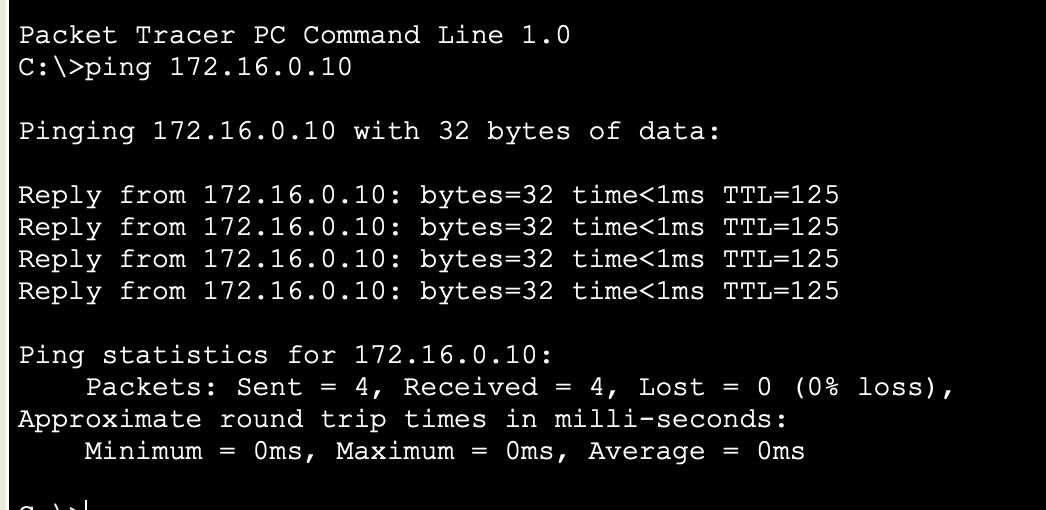 Packet Tracer PC Command Line 1.0
C:\>ping 172.16.0.10
Pinging 172.16.0.10 with 32 bytes of data:
Reply from 172.16.0.10: bytes=32 time<1ms TTL=125
Reply from 172.16.0.10: bytes=32 time<1ms TTL=125
Reply from 172.16.0.10: bytes=32 time<1ms TTL=125
Reply from 172.16.0.10: bytes=32 time<1ms TTL=125
Ping statistics for 172.16.0.10:
Packets: Sent = 4, Received = 4, Lost = 0 (0% loss),
Approximate round trip times in milli-seconds:
Minimum = 0ms, Maximum = 0ms, Average = 0ms
C:\>